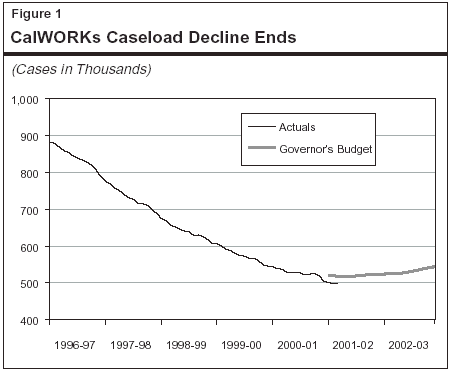 Figure 1
CalWORKs Caseload Decline Ends
(Cases in Thousands)
1,000
900
800
700
600
500
400
Actuals
Governor's Budget
1996-97
1997-98
1998-99
1999-00
2000-01
2001-02
2002-03